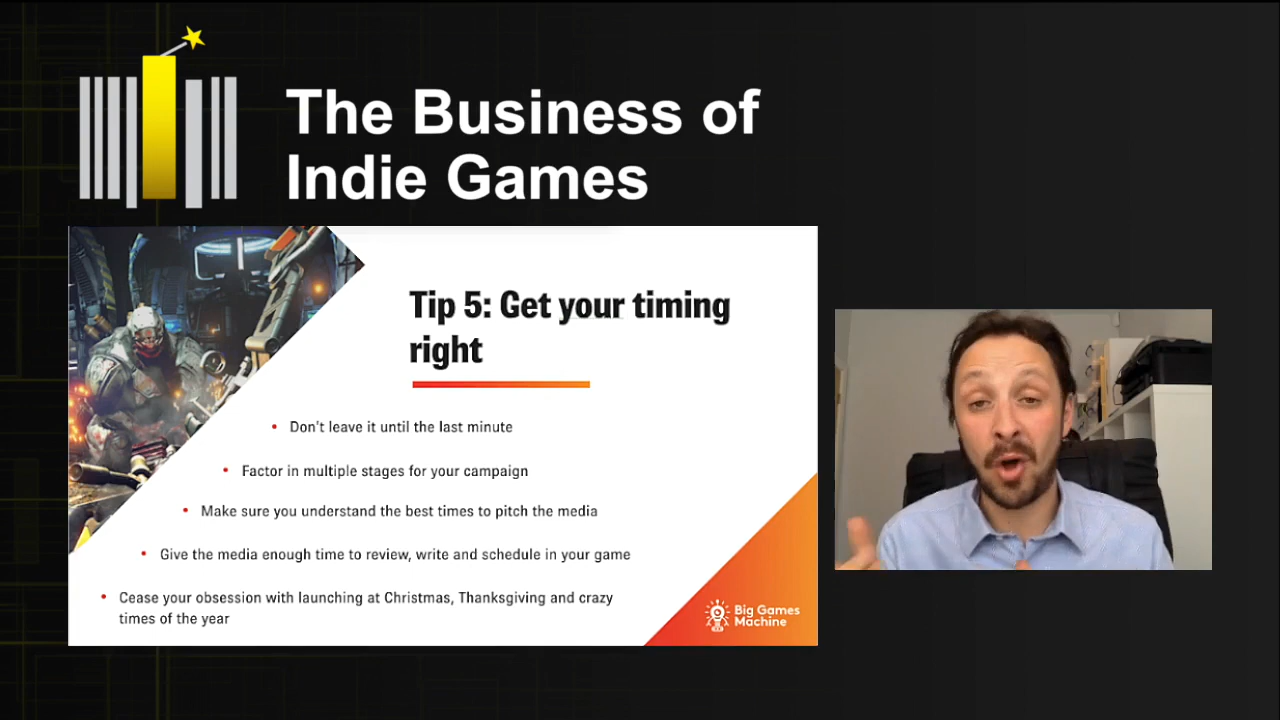 The Business of
Indie Games
Tip 5: Get your timing
right
• Don't leave it until the last minute
• Factor in multiple stages for your campaign
• Make sure you understand the best times to pitch the media
• Give the media enough time to review, write and schedule in your game
• Cease your obsession with launching at Christmas, Thanksgiving and crazy
times of the year
Big Games
Machine